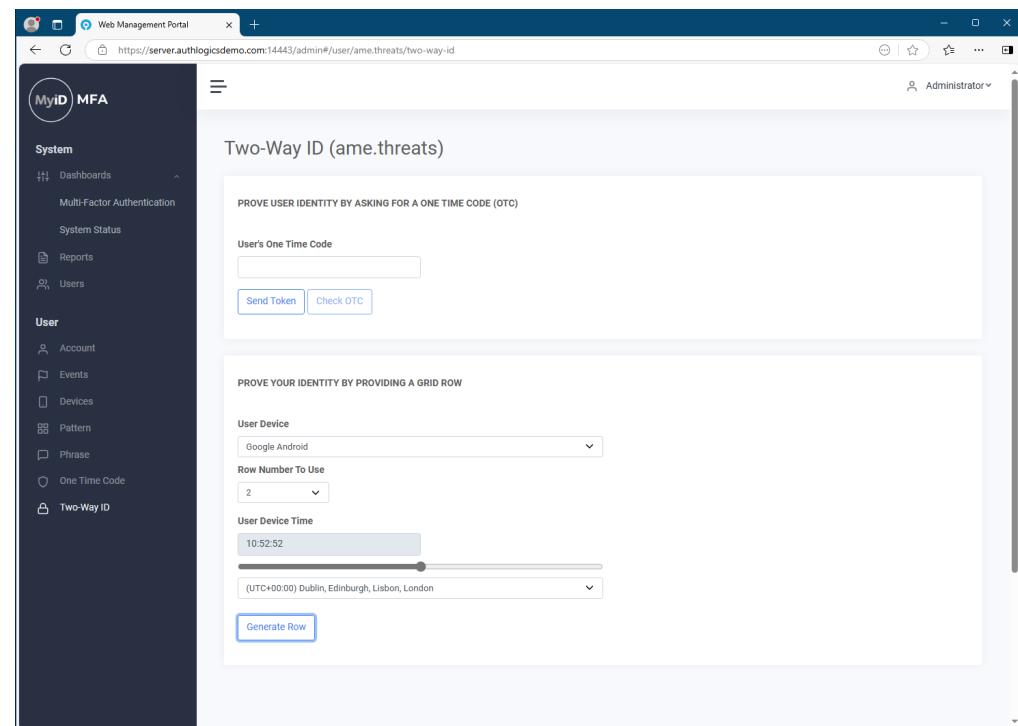 Web Management Portal
https://server.authlogicsdemo.com:14443/admin#/user/ame.threats/two-way-id
MyiD MFA
Administrator
System
Dashboards
Multi-Factor Authentication
System Status
Reports
Users
User
Account
Events
Devices
Pattern
Phrase
One Time Code
Two-Way ID
Two-Way ID (ame.threats)
PROVE USER IDENTITY BY ASKING FOR A ONE TIME CODE (OTC)
User's One Time Code
Send Token Check OTC
PROVE YOUR IDENTITY BY PROVIDING A GRID ROW
User Device
Google Android
Row Number To Use
2
User Device Time
10:52:52
(UTC+00:00) Dublin, Edinburgh, Lisbon, London
Generate Row